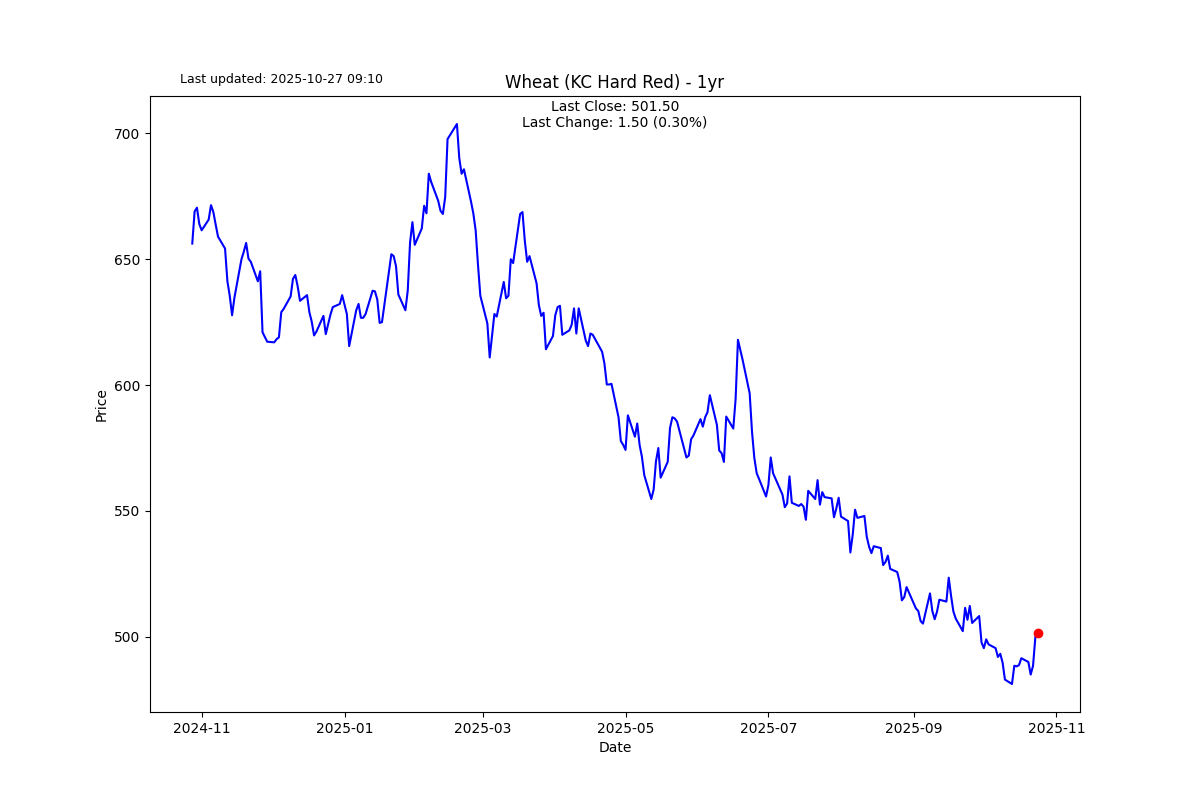 Last updated: 2025-10-27 09:10
Wheat (KC Hard Red) - 1yr
Last Close: 501.50
Last Change: 1.50 (0.30%)
700
650
600
550
500
Price
2024-11
2025-01
2025-03
2025-05
2025-07
2025-09
2025-11
Date